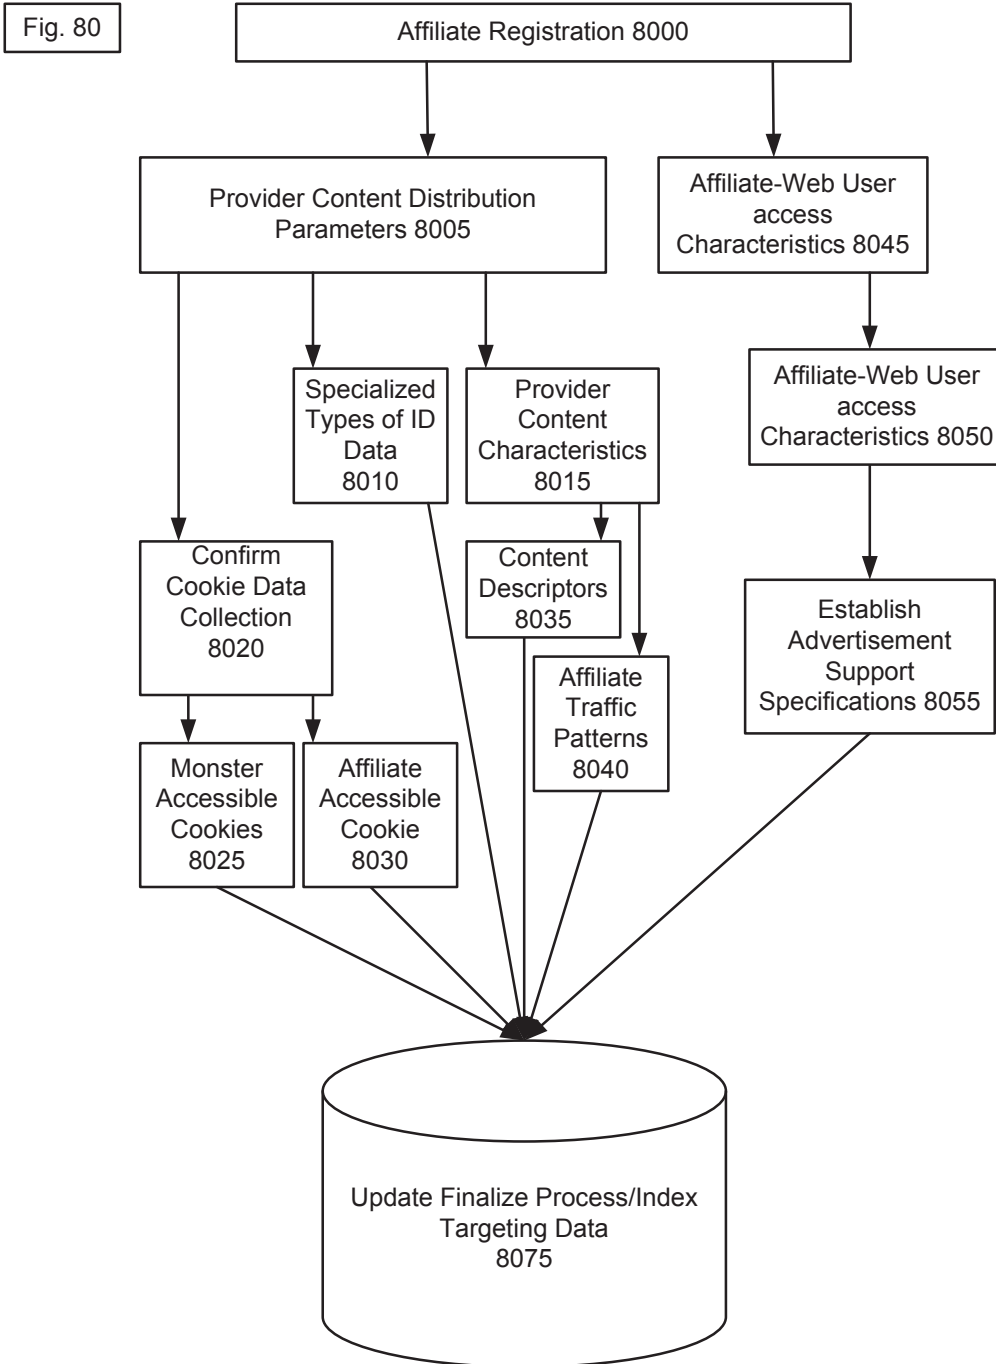 Fig. 80
Affiliate Registration 8000
Provider Content Distribution
Parameters 8005
Affiliate-Web User
access
Characteristics 8045
Specialized
Types of ID
Data
8010
Provider
Content
Characteristics
8015
Affiliate-Web User
access
Characteristics 8050
Confirm
Cookie Data
Collection
8020
Content
Descriptors
8035
Establish
Advertisement
Support
Specifications 8055
Affiliate
Traffic
Patterns
8040
Monster
Accessible
Cookies
8025
Affiliate
Accessible
Cookie
8030
Update Finalize Process/Index
Targeting Data
8075